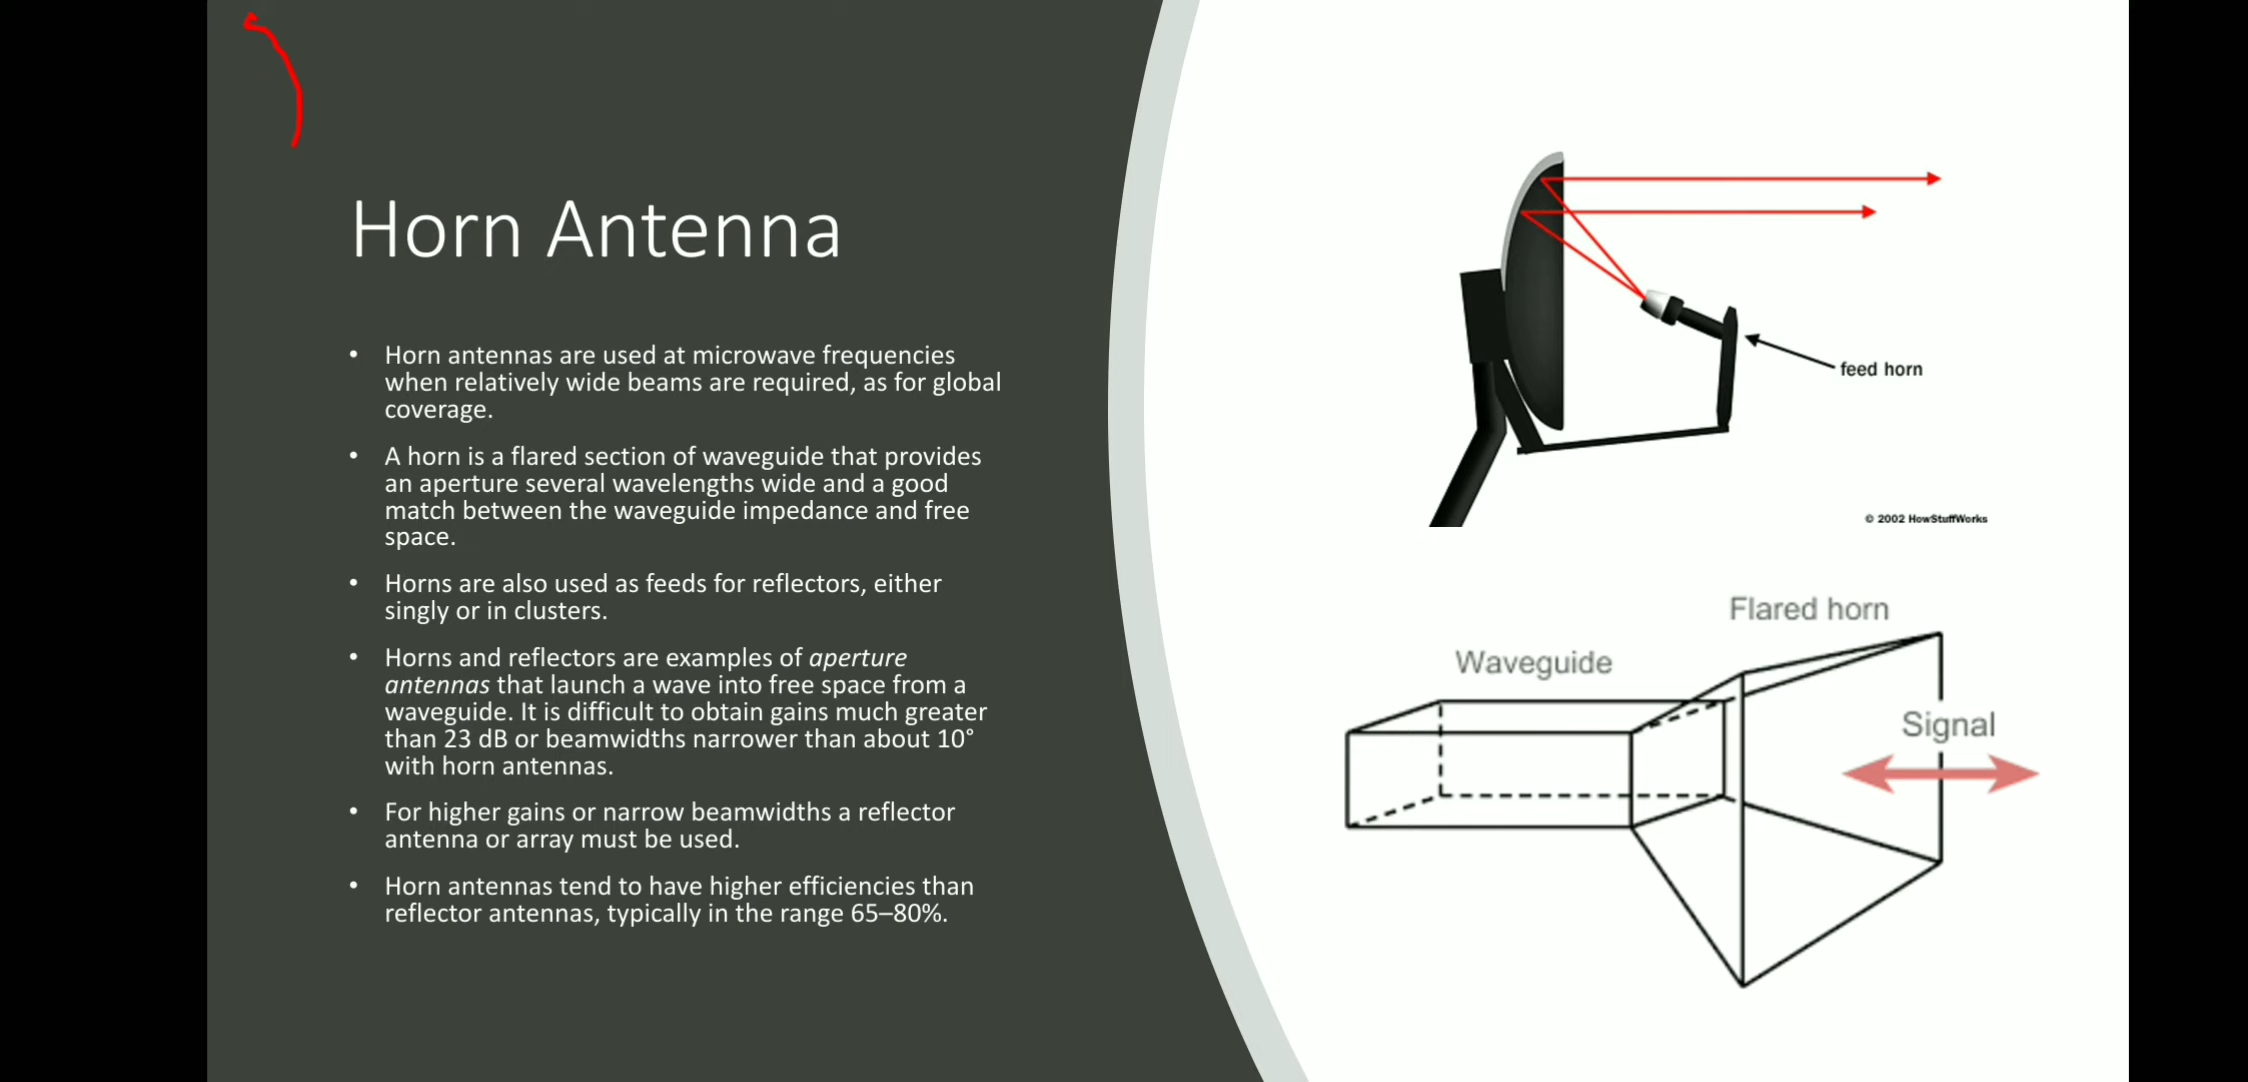 Horn Antenna
• Horn antennas are used at microwave frequencies
when relatively wide beams are required, as for global
coverage.
• A horn is a flared section of waveguide that provides
an aperture several wavelengths wide and a good
match between the waveguide impedance and free
space.
• Horns are also used as feeds for reflectors, either
singly or in clusters.
• Horns and reflectors are examples of aperture
antennas that launch a wave into free space from a
waveguide. It is difficult to obtain gains much greater
than 23 dB or beamwidths narrower than about 10°
with horn antennas.
• For higher gains or narrow beamwidths a reflector
antenna or array must be used.
• Horn antennas tend to have higher efficiencies than
reflector antennas, typically in the range 65–80%.
feed horn
© 2002 HowStuffWorks
Flared horn
Waveguide
Signal